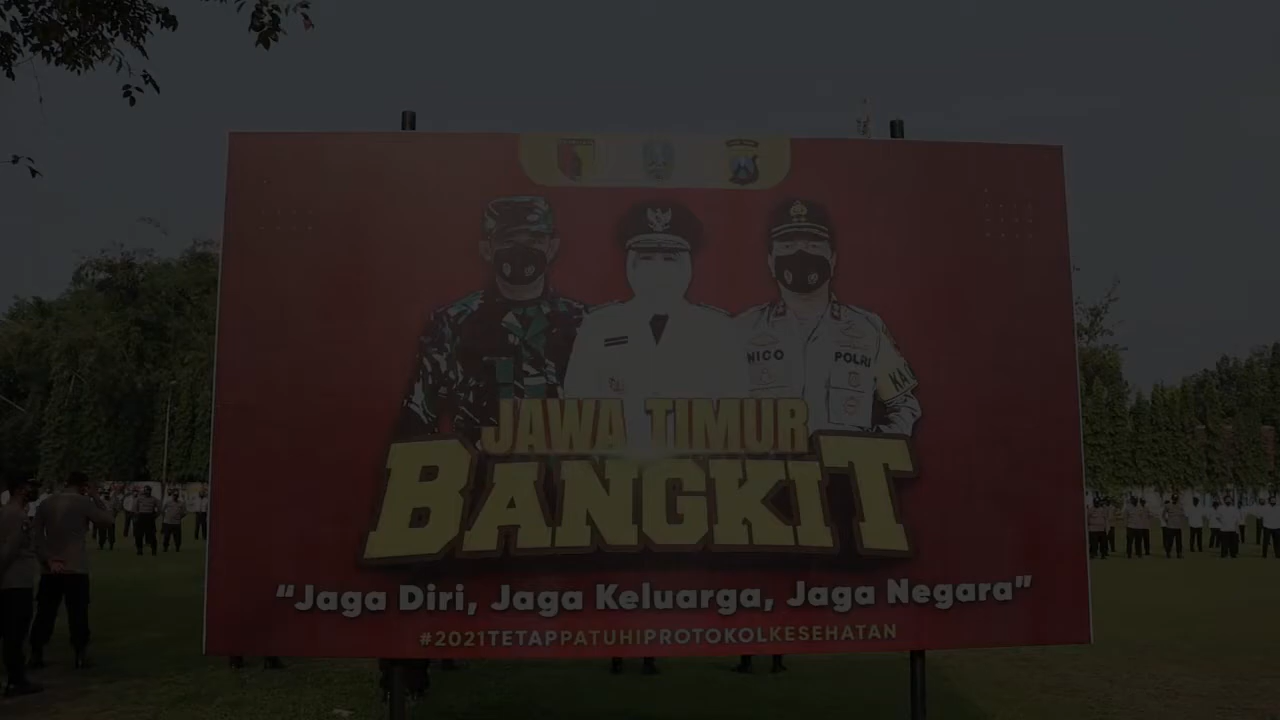 NICO
POLRI
JAWA TIMUR
BANGKIT
“Jaga Diri, Jaga Keluarga, Jaga Negara”
#2021TETAPPATUHIPROTOKOLKESEHATAN